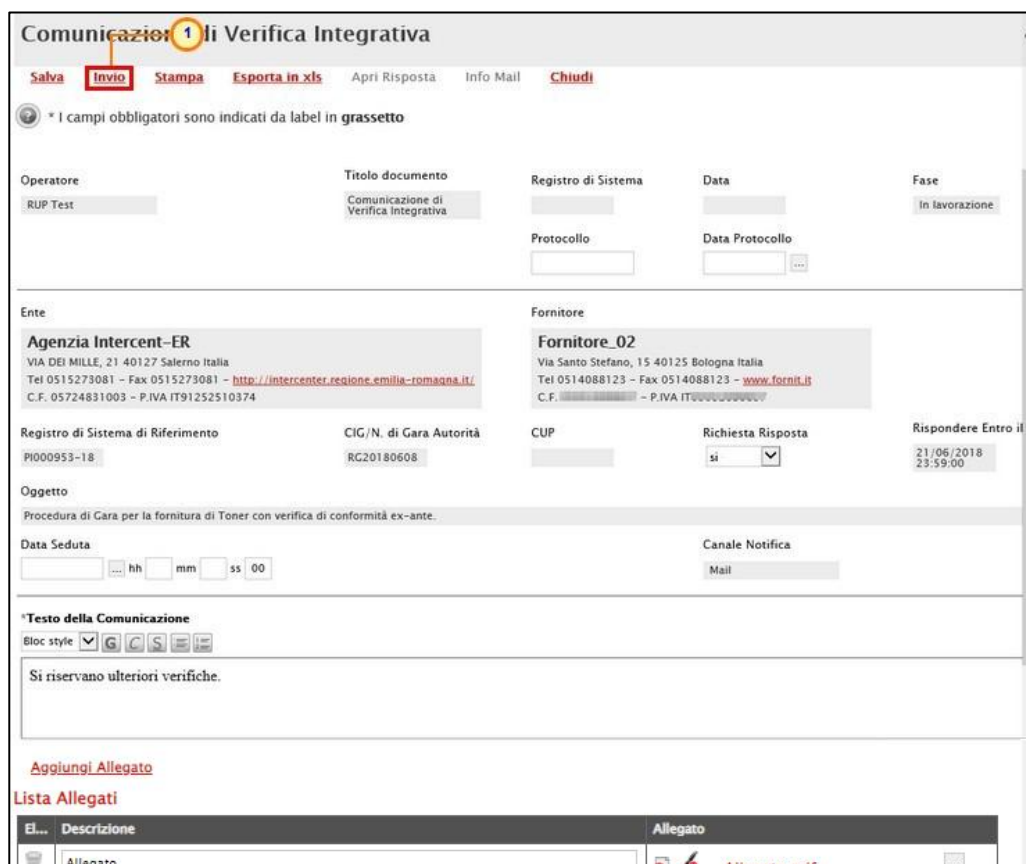 Comunicazion 1 di Verifica Integrativa
Salva Invio Stampa Esporta in xls Apri Risposta Info Mail Chiudi
* I campi obbligatori sono indicati da label in grassetto
Operatore Titolo documento Registro di Sistema Data Fase
RUP Test Comunicazione di Verifica Integrativa In lavorazione
Protocollo Data Protocollo
...
Ente Fornitore
Agenzia Intercent-ER Fornitore_02
VIA DEI MILLE, 21 40127 Salerno Italia Via Santo Stefano, 15 40125 Bologna Italia
Tel 0515273081 - Fax 0515273081 - http://intercenter.regione.emilia-romagna.it/ Tel 0514088123 - Fax 0514088123 - www.fornit.it
C.F. 05724831003 - P.IVA IT91252510374 C.F. - P.IVA IT
Registro di Sistema di Riferimento CIG/N. di Gara Autorità CUP Richiesta Risposta Rispondere Entro il
PI000953-18 RG20180608 si 21/06/2018 23:59:00
Oggetto
Procedura di Gara per la fornitura di Toner con verifica di conformità ex-ante.
Data Seduta Canale Notifica
... hh mm ss 00 Mail
*Testo della Comunicazione
Bloc style G C S
Si riservano ulteriori verifiche.
Aggiungi Allegato
Lista Allegati
El... Descrizione Allegato
Allegato